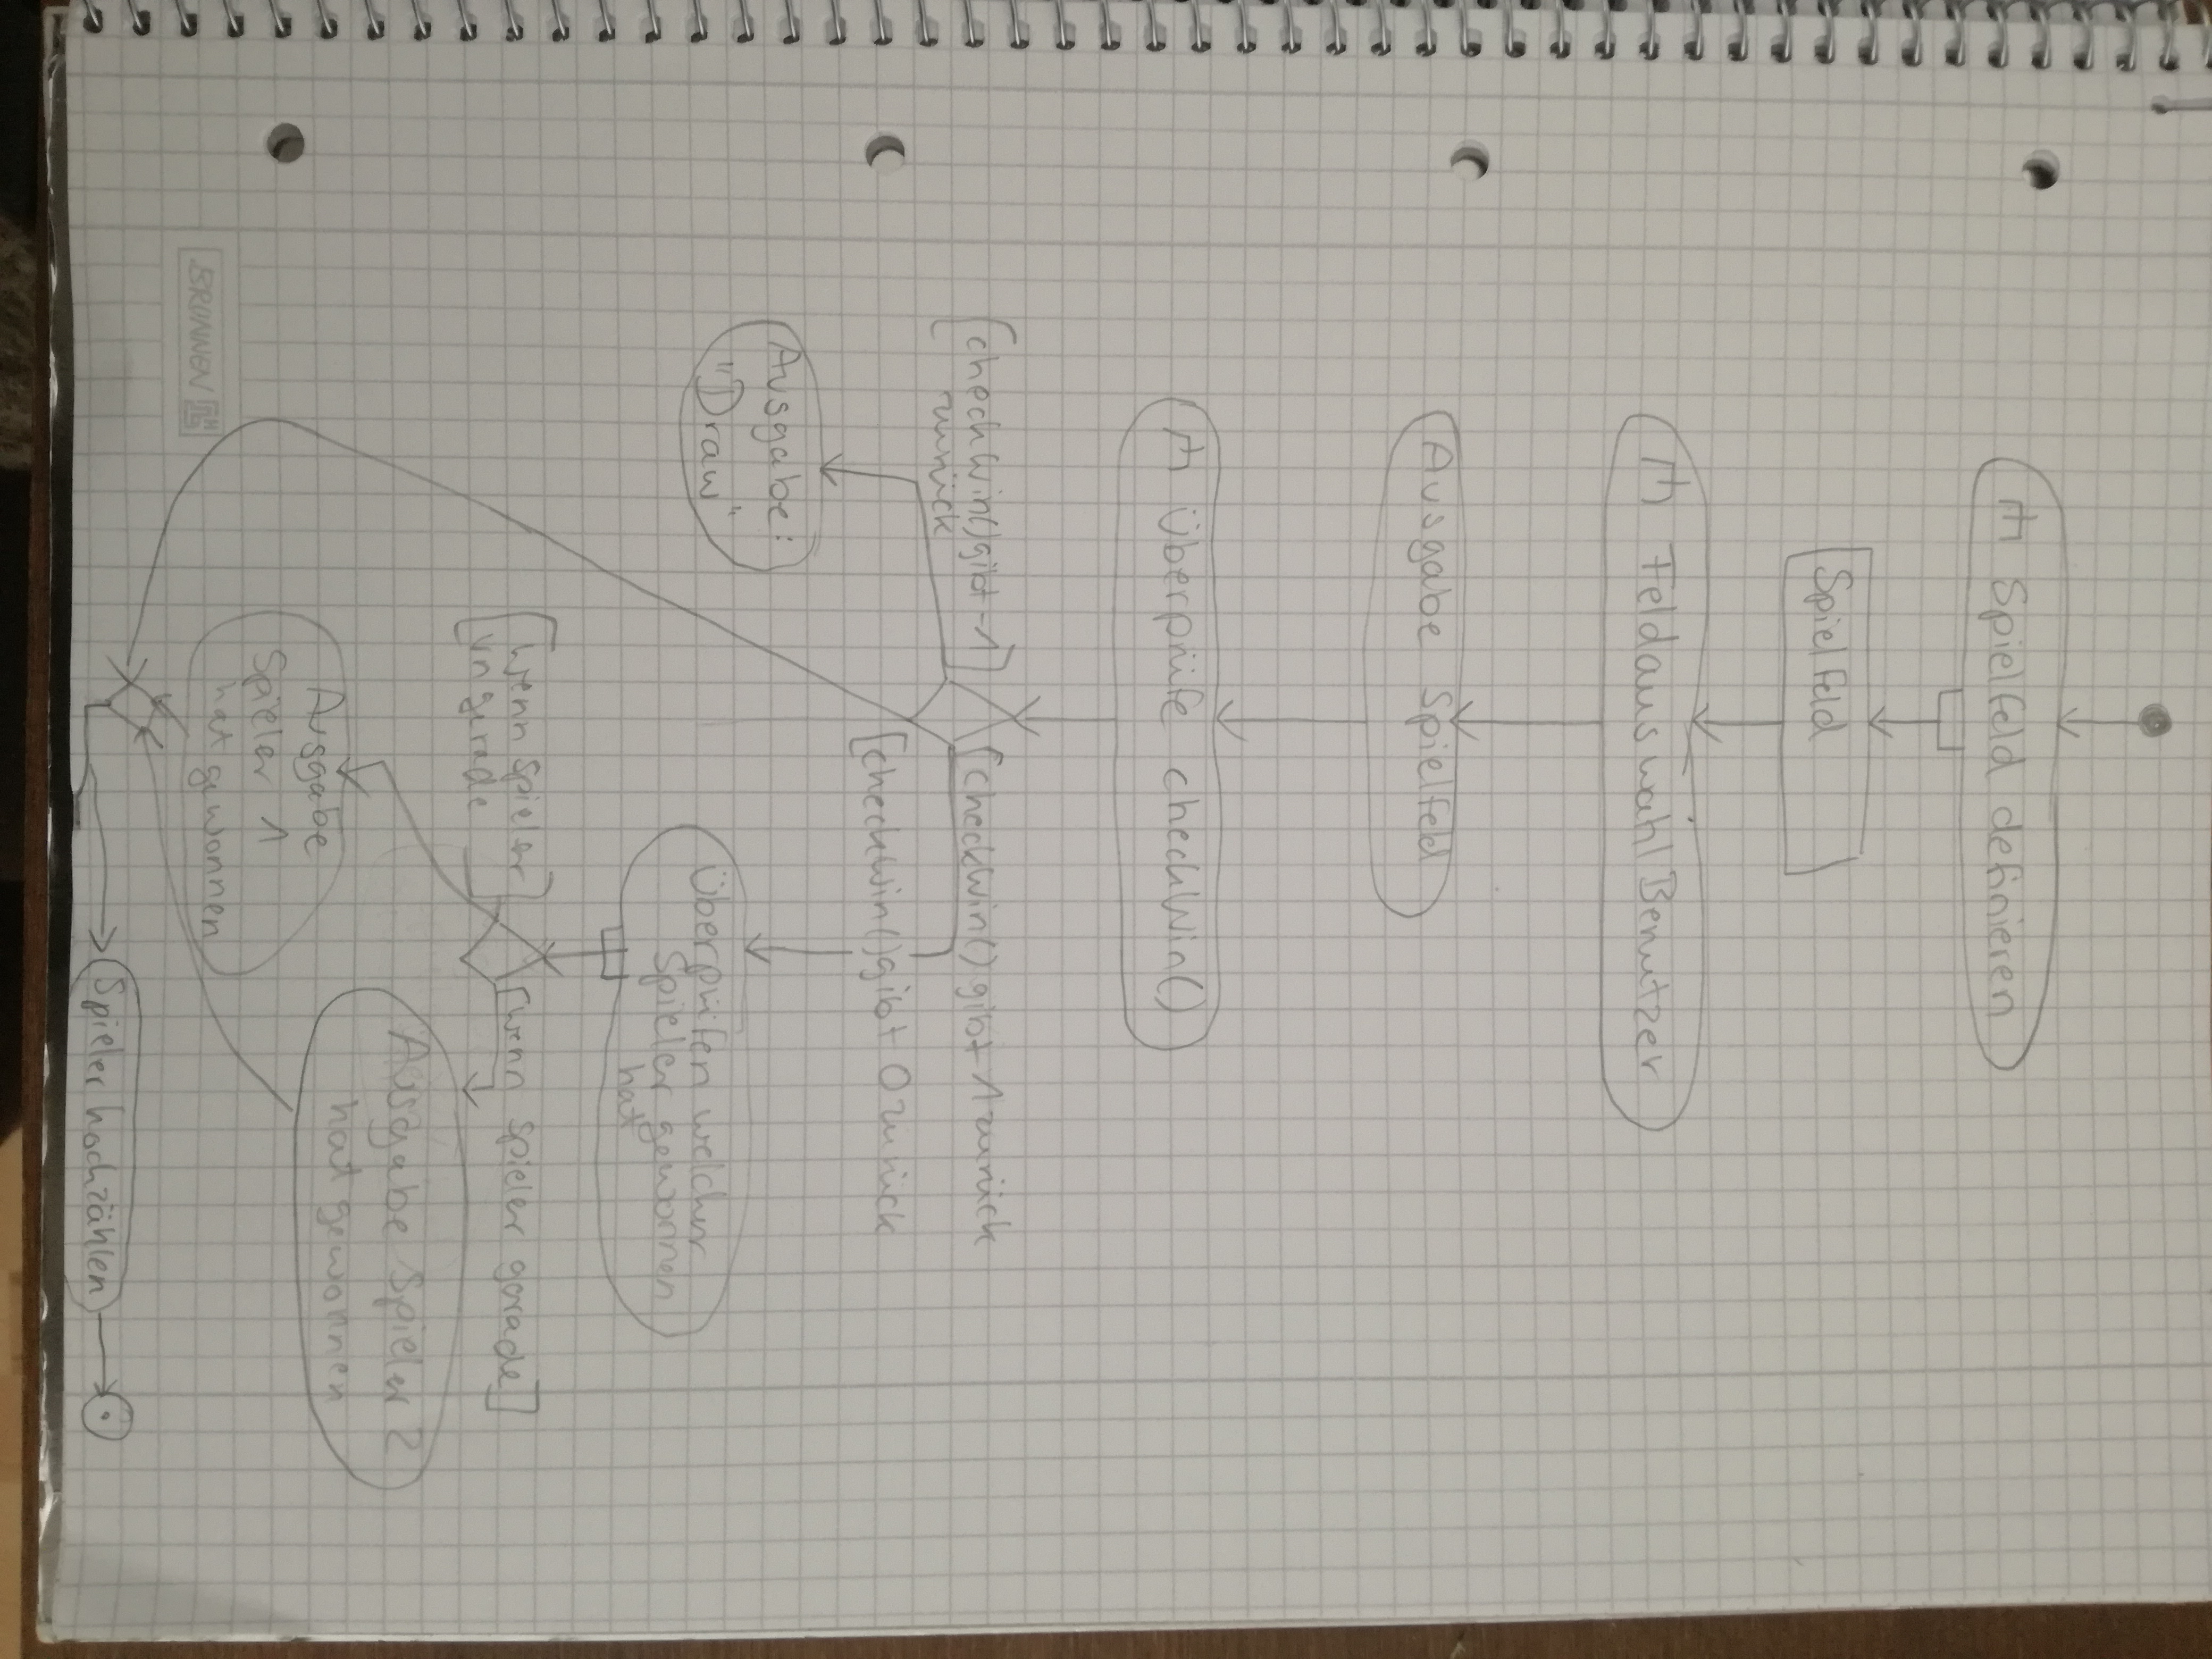 Spielfeld definieren
Spielfeld
Feldauswahl Benutzer
Ausgabe Spielfeld
Überprüfe checkWin()
[checkWin() gibt -1]
zurück
[checkWin() gibt 1 zurück
[checkWin() gibt 0 zurück
Ausgabe:
"Draw"
Überprüfen welcher
Spieler gewonnen
hat
[wenn Spieler]
ungerade
[wenn Spieler gerade]
Ausgabe Spieler 2
hat gewonnen
Ausgabe
Spieler 1
hat gewonnen
BRUNNEN
Spieler hochzählen